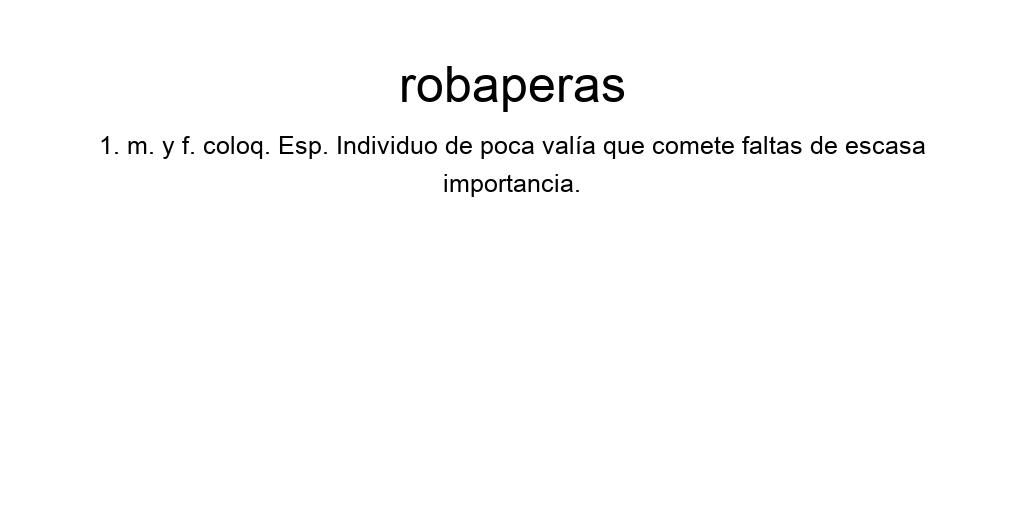 robaperas
1. m. y f. coloq. Esp. Individuo de poca valía que comete faltas de escasa
importancia.